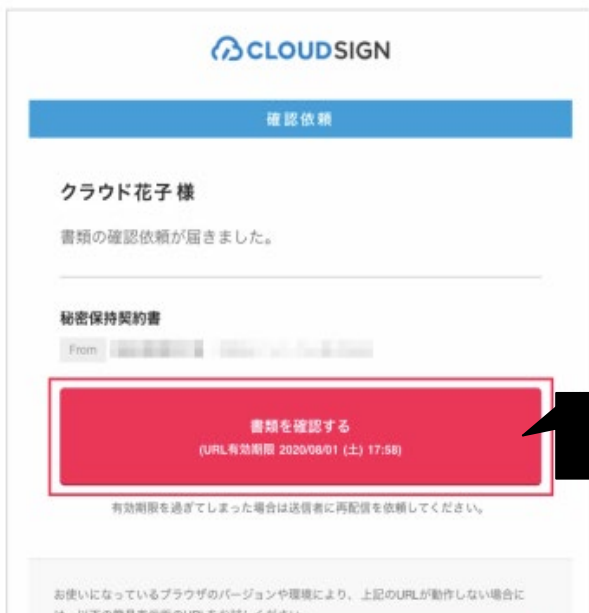 CLOUDSIGN
確認依頼
クラウド花子 様
書類の確認依頼が届きました。
秘密保持契約書
From
書類を確認する
(URL有効期限 2020/08/01 (土) 17:58)
有効期限を過ぎてしまった場合は送信者に再配信を依頼してください。
お使いになっているブラウザのバージョンや環境により、上記のURLが動作しない場合に